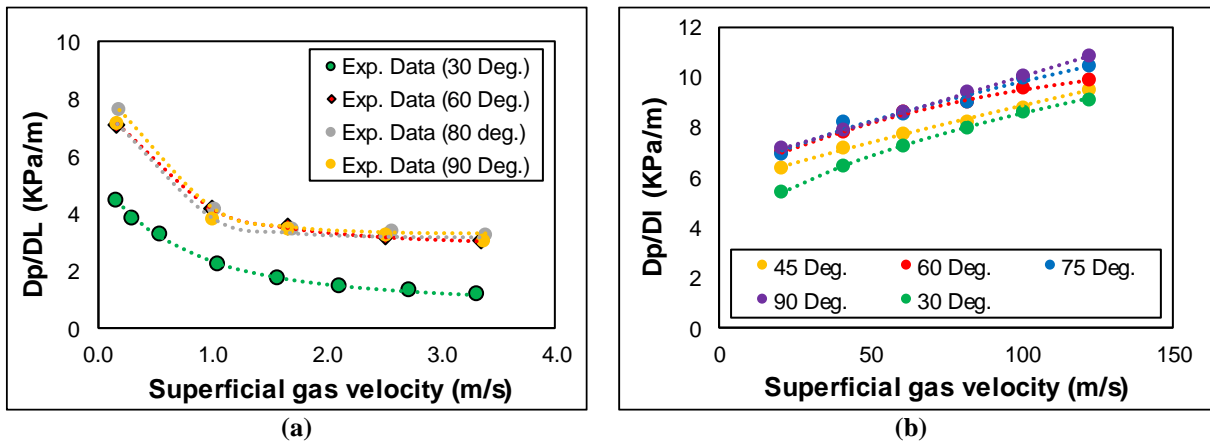 10
8
6
4
2
0
Dp/DL (KPa/m)
Exp. Data (30 Deg.)
Exp. Data (60 Deg.)
Exp. Data (80 deg.)
Exp. Data (90 Deg.)
0.0 1.0 2.0 3.0 4.0
Superficial gas velocity (m/s)
(a)
12
10
8
6
4
2
0
Dp/Dl (KPa/m)
45 Deg. 60 Deg. 75 Deg.
90 Deg. 30 Deg.
0 50 100 150
Superficial gas velocity (m/s)
(b)